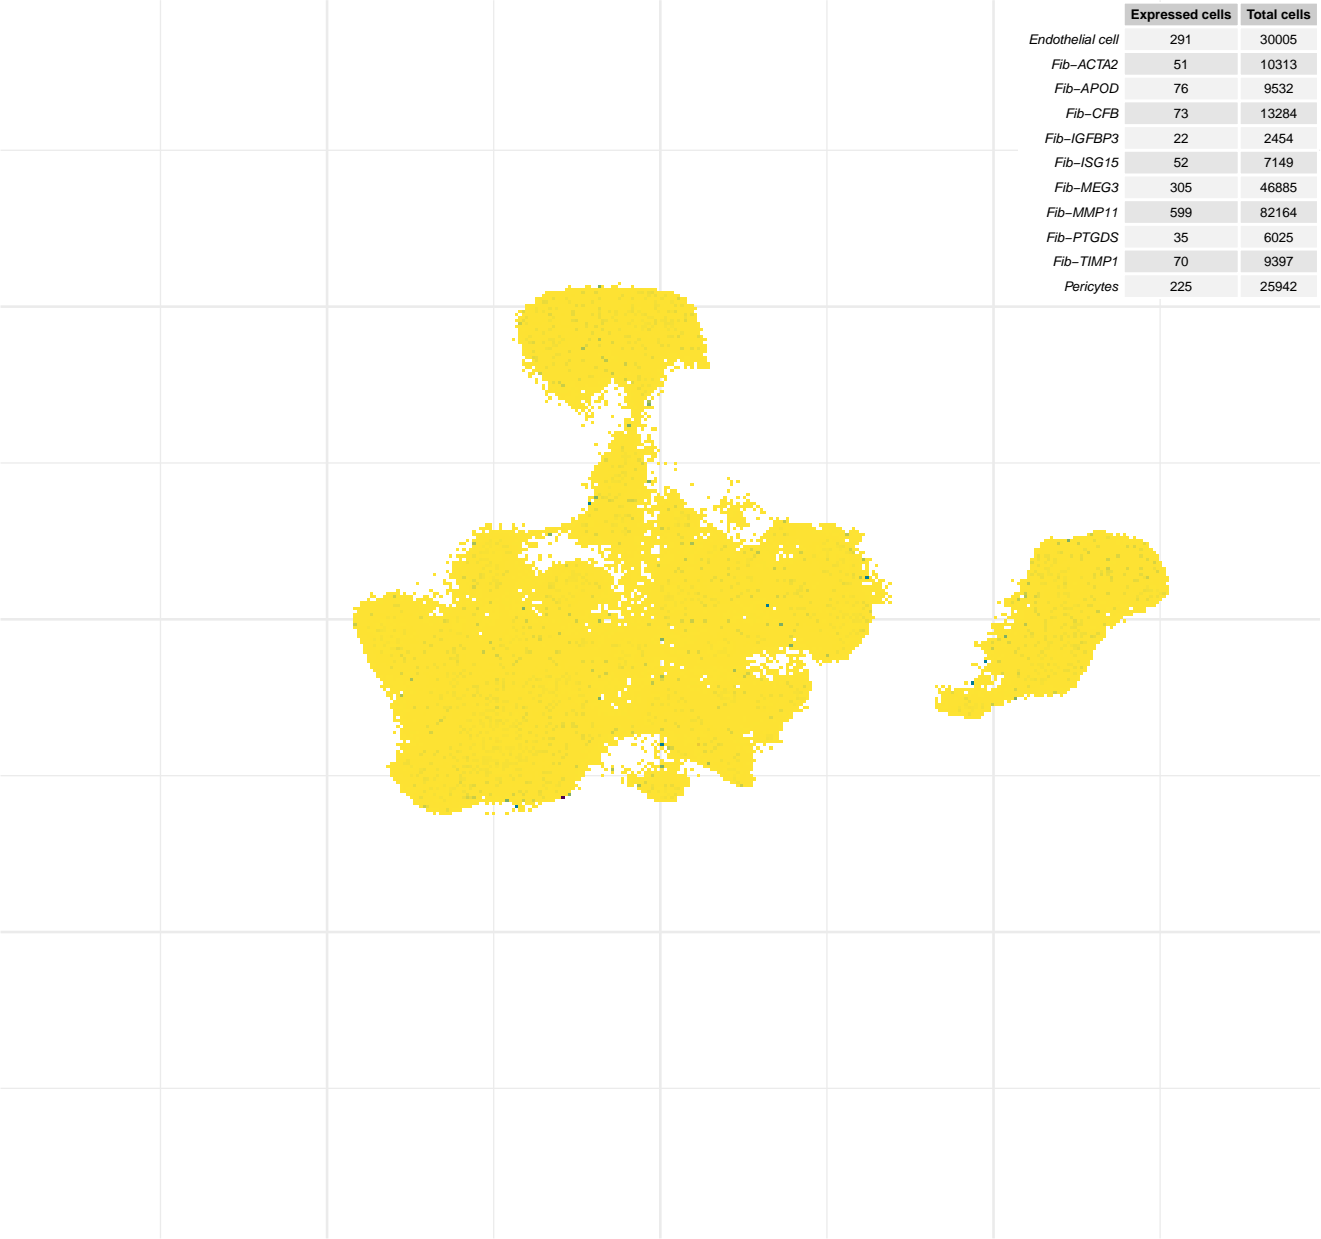 Expressed cells Total cells
Endothelial cell 291 30005
Fib−ACTA2 51 10313
Fib−APOD 76 9532
Fib−CFB 73 13284
Fib−IGFBP3 22 2454
Fib−ISG15 52 7149
Fib−MEG3 305 46885
Fib−MMP11 599 82164
Fib−PTGDS 35 6025
Fib−TIMP1 70 9397
Pericytes 225 25942